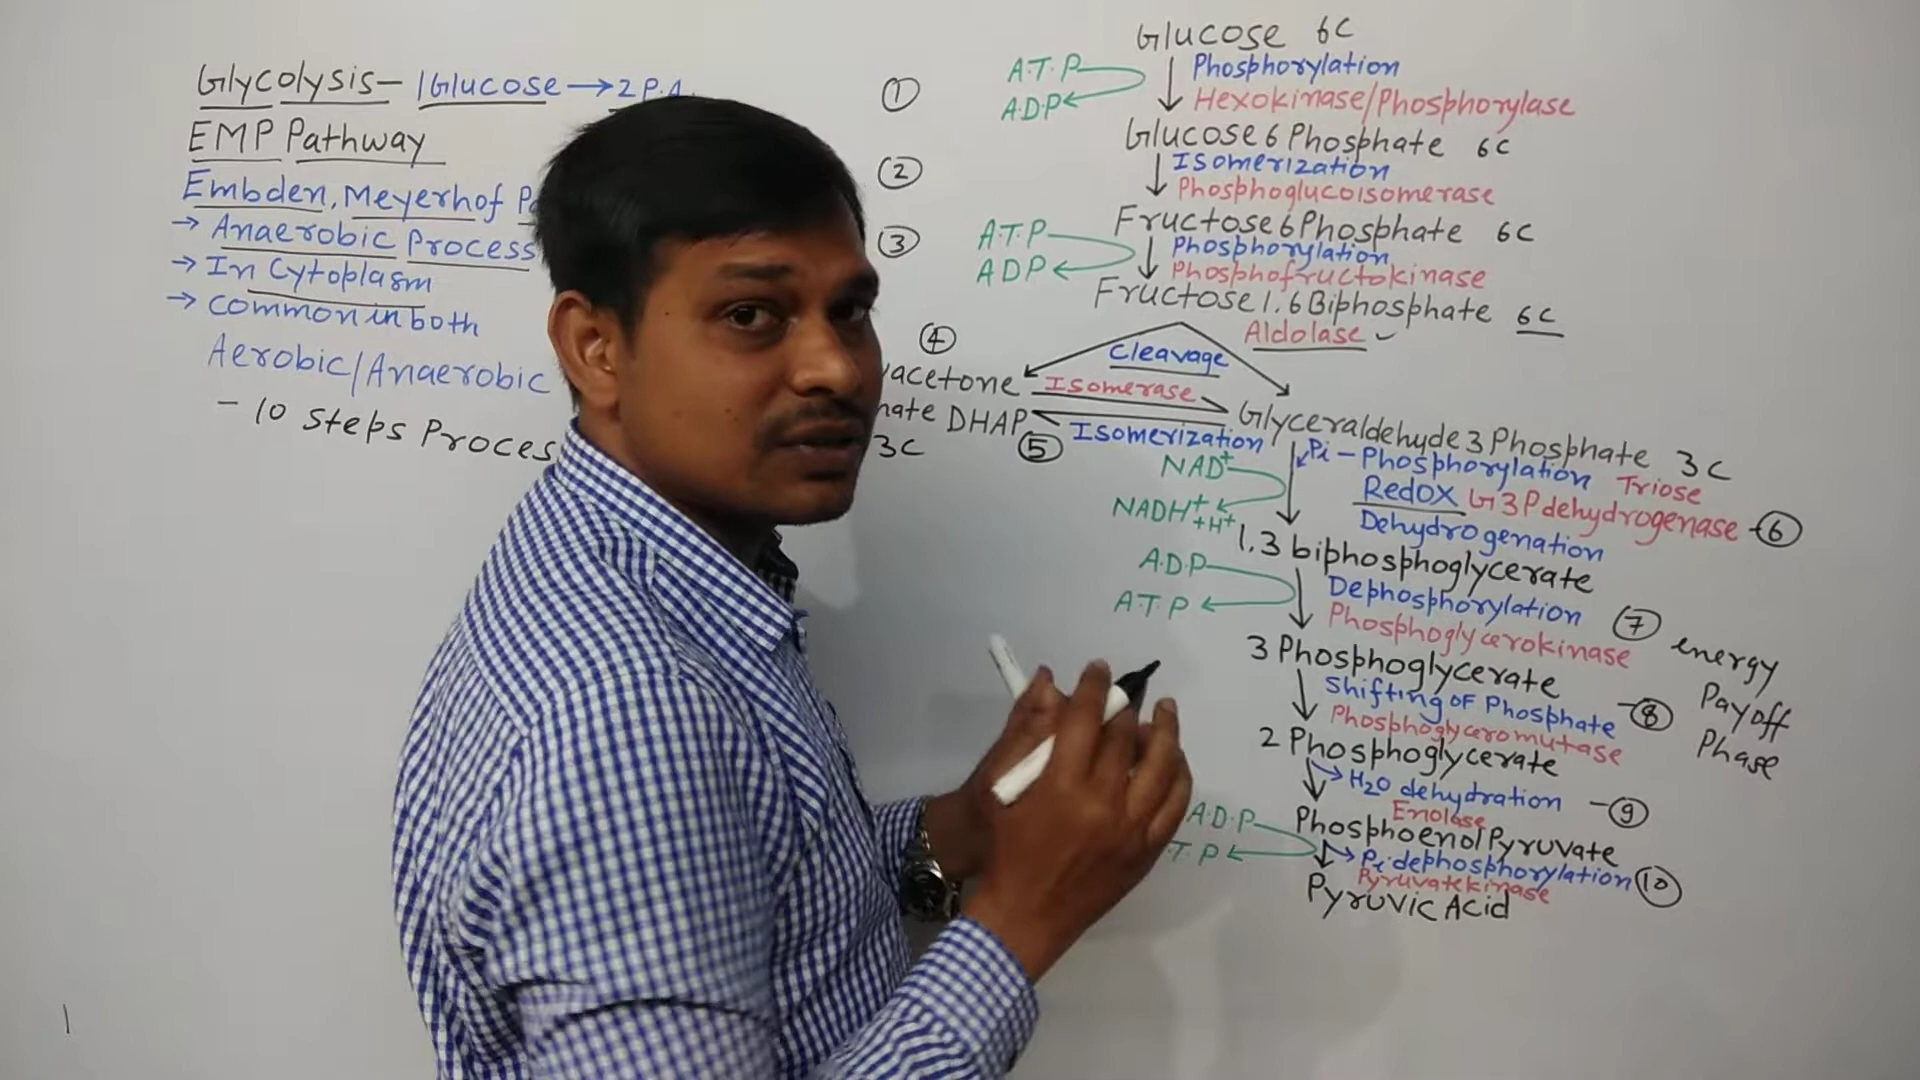 Glycolysis - 1Glucose → 2 P.A.
EMP Pathway
Embden, Meyerhof
→ Anaerobic Process
→ In Cytoplasm
→ common in both
Aerobic/Anaerobic
- 10 Steps Proces
1
Glucose 6C
A.T.P
Phosphorylation
①
A.D.P
Hexokinase/Phosphorylase
Glucose 6 Phosphate 6C
②
Isomerization
Phosphoglucoisomerase
Fructose 6 Phosphate 6C
③
A.T.P
Phosphorylation
ADP
Phosphofructokinase
Fructose 1.6 Biphosphate 6C
④
Aldolase
Cleavage
acetone
Isomerase
DHAP
Glyceraldehyde 3 Phosphate 3C
3C
⑤
Isomerization
NAD+
Pi - Phosphorylation Triose
Redox G3P dehydrogenase - ⑥
NADH+ + H+
Dehydrogenation
1,3 biphosphoglycerate
A.D.P
A.T.P
Dephosphorylation ⑦
Phosphoglycerokinase
energy
Payoff
Phase
3 Phosphoglycerate
Shifting of Phosphate - ⑧
Phosphoglyceromutase
2 Phosphoglycerate
H2O dehydration - ⑨
Enolase
A.D.P
Phosphoenol Pyruvate
T.P
Pi dephosphorylation ⑩
Pyruvate kinase
Pyruvic Acid